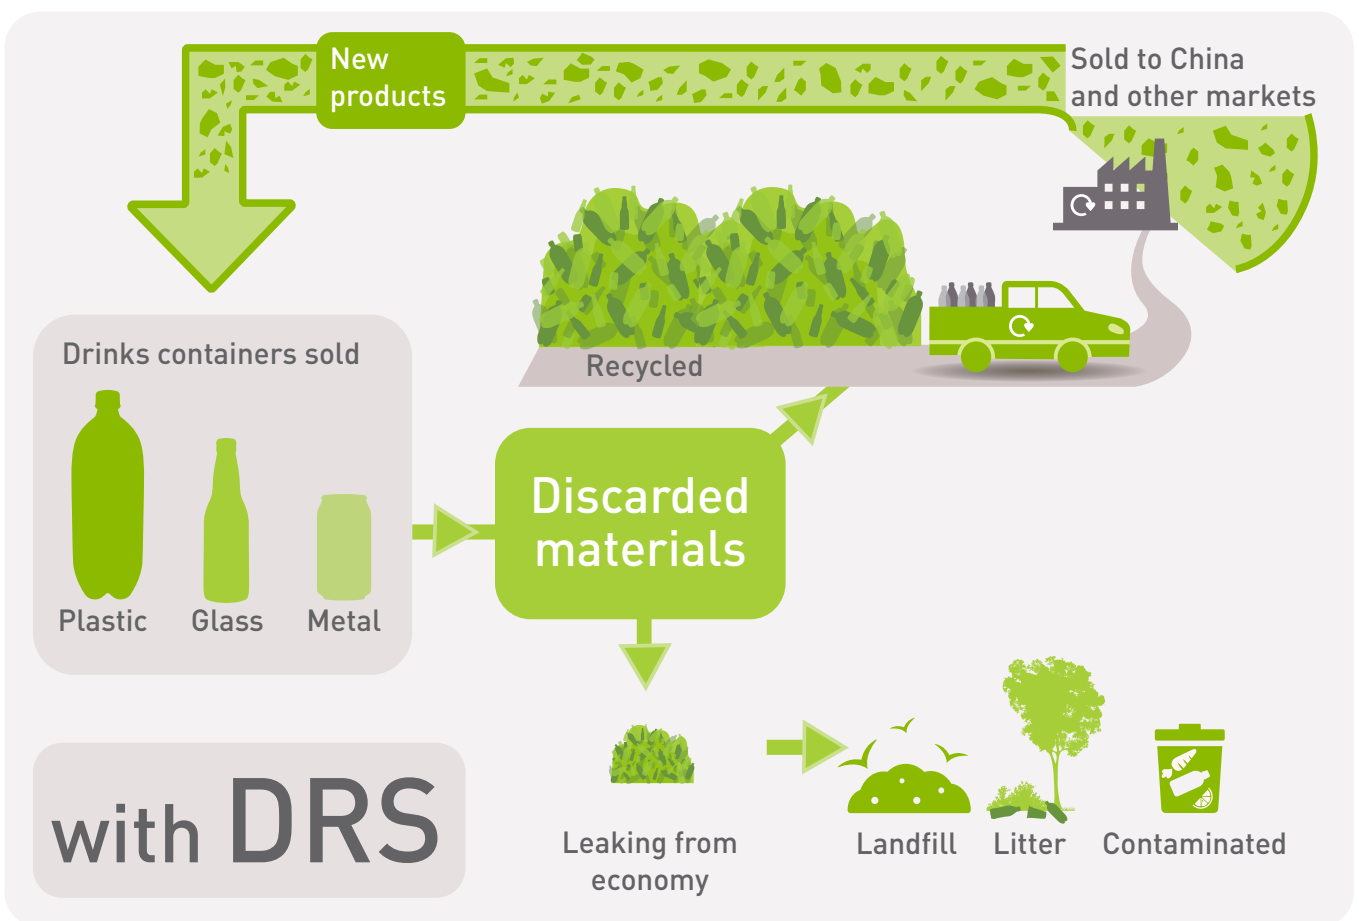 New
products
Sold to China
and other markets
Recycled
Drinks containers sold
Plastic
Glass
Metal
Discarded
materials
Leaking from
economy
Landfill
Litter
Contaminated
with DRS